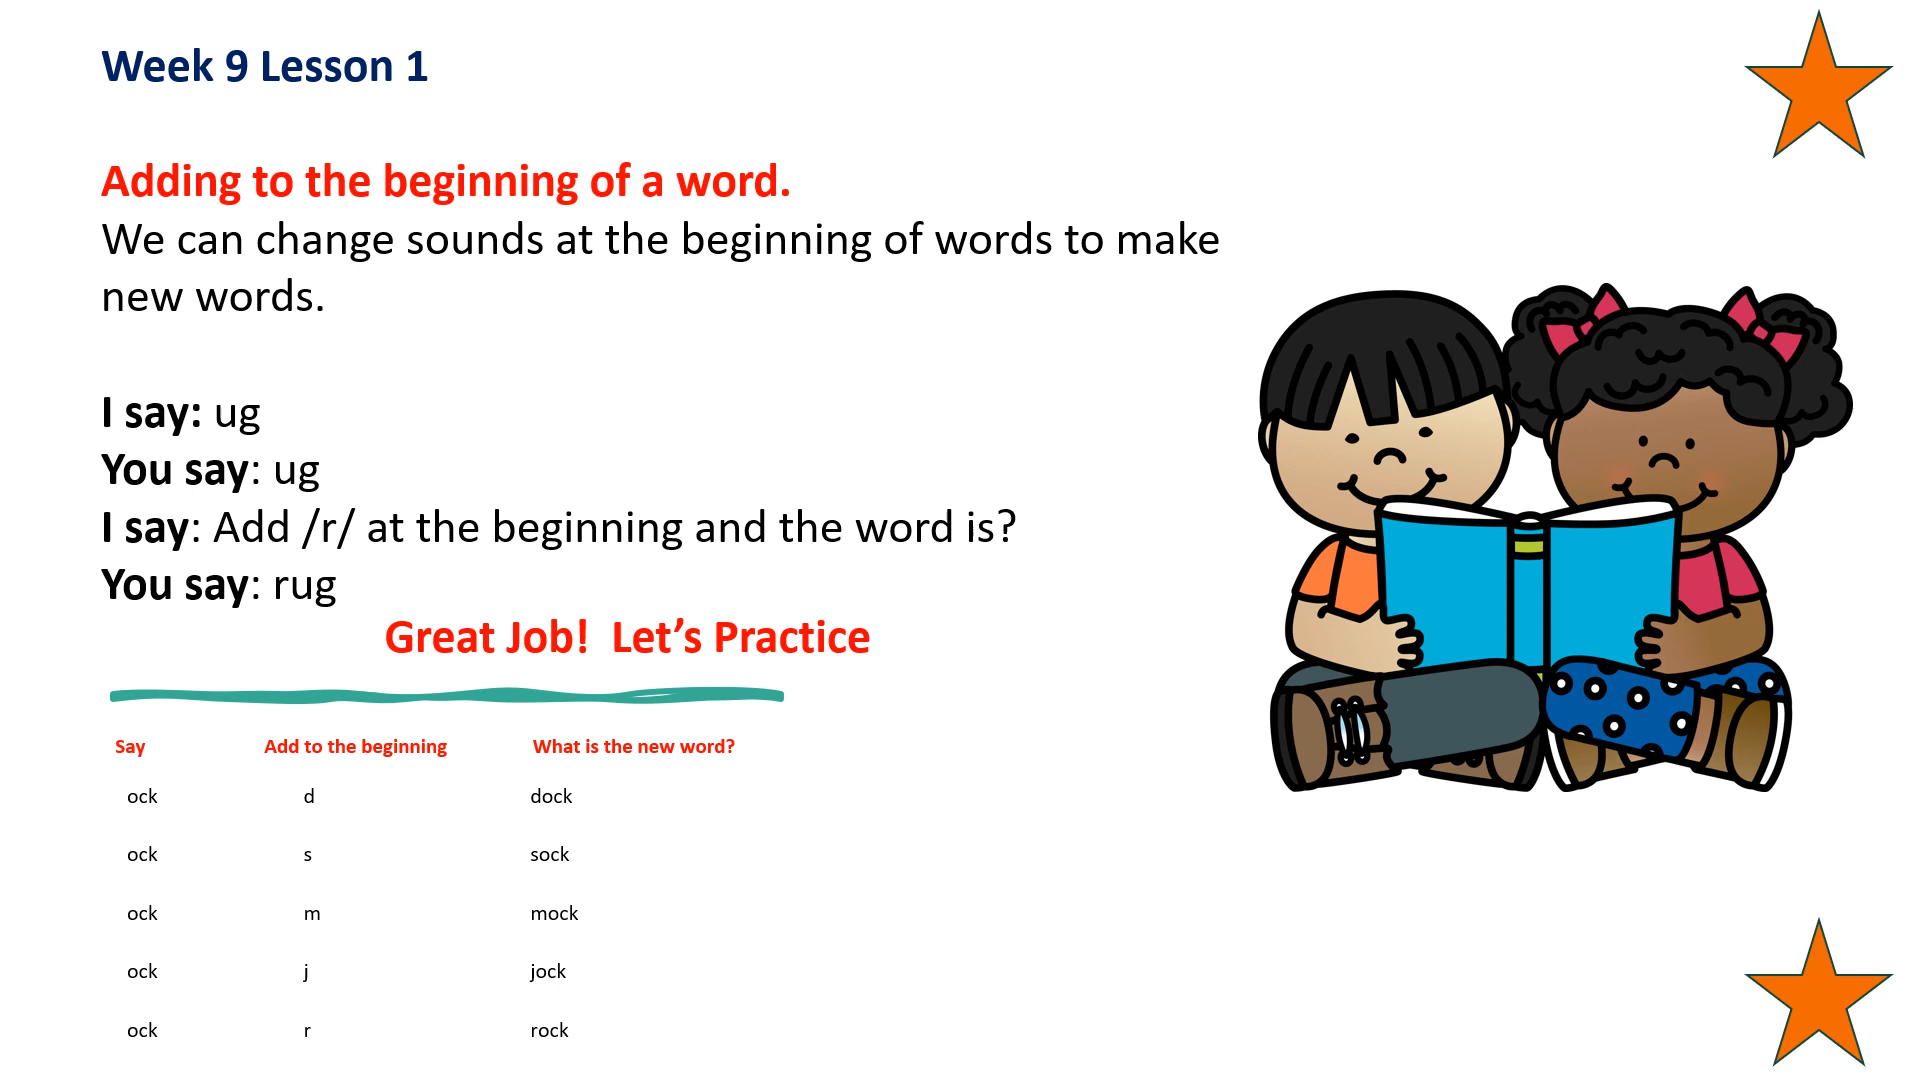 Week 9 Lesson 1
Adding to the beginning of a word.
We can change sounds at the beginning of words to make
new words.
I say: ug
You say: ug
I say: Add /r/ at the beginning and the word is?
You say: rug
Great Job!  Let’s Practice
Say Add to the beginning What is the new word?
ock d dock
ock s sock
ock m mock
ock j jock
ock r rock